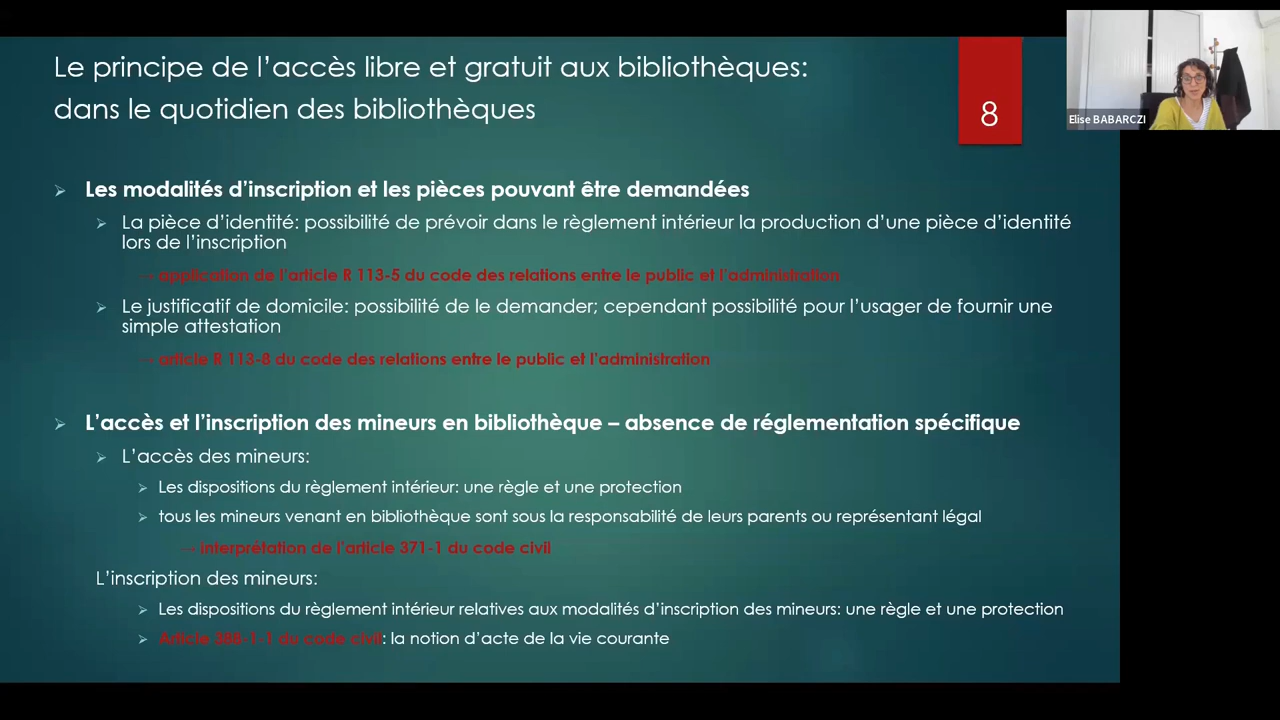 Le principe de l’accès libre et gratuit aux bibliothèques:
dans le quotidien des bibliothèques
8
Elise BABARCZI
Les modalités d’inscription et les pièces pouvant être demandées
La pièce d’identité: possibilité de prévoir dans le règlement intérieur la production d’une pièce d’identité
lors de l’inscription
→ application de l’article R 113-5 du code des relations entre le public et l’administration
Le justificatif de domicile: possibilité de le demander; cependant possibilité pour l’usager de fournir une
simple attestation
→ article R 113-8 du code des relations entre le public et l’administration
L’accès et l’inscription des mineurs en bibliothèque – absence de réglementation spécifique
L’accès des mineurs:
Les dispositions du règlement intérieur: une règle et une protection
tous les mineurs venant en bibliothèque sont sous la responsabilité de leurs parents ou représentant légal
→ interprétation de l’article 371-1 du code civil
L’inscription des mineurs:
Les dispositions du règlement intérieur relatives aux modalités d’inscription des mineurs: une règle et une protection
Article 388-1-1 du code civil: la notion d’acte de la vie courante